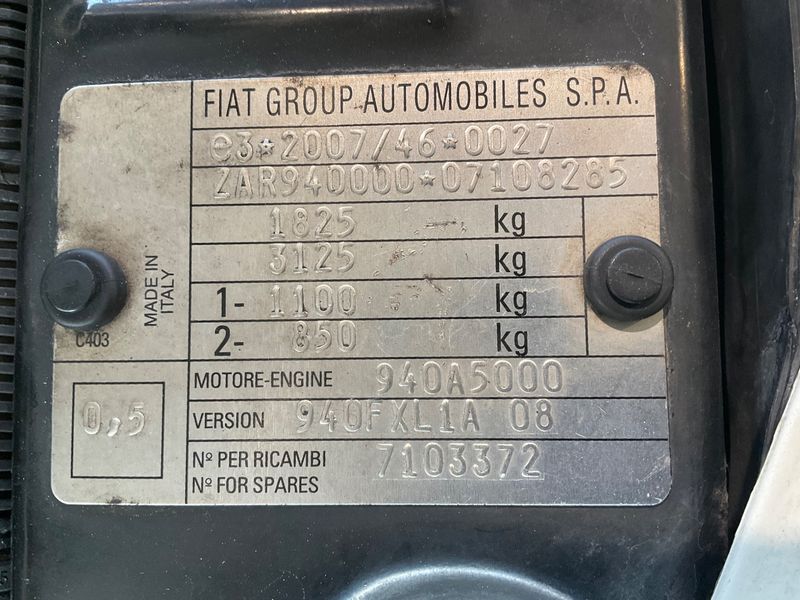 FIAT GROUP AUTOMOBILES S.P.A.
e3*2007/46*0027
ZAR940000*07108285
1825 - kg
3125 - kg
1- 1100 - kg
2- 850 kg
MADE IN
ITALY
C403
MOTORE-ENGINE 940A5000
0,5
VERSION 940FXL1A 08
Nº PER RICAMBI 7103372
Nº FOR SPARES